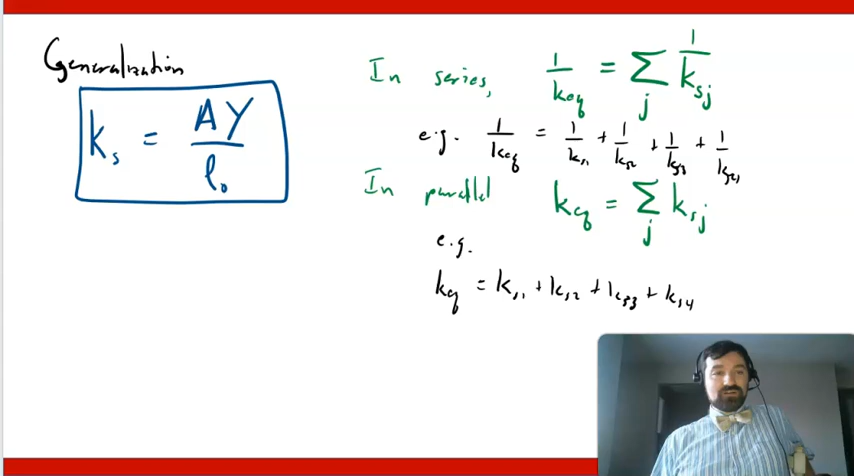 Generalization
k_s = AY / l_0
In series, 1/k_eq = Σ_j 1/k_sj
e.g. 1/k_eq = 1/k_s1 + 1/k_s2 + 1/k_s3 + 1/k_s4
In parallel k_eq = Σ_j k_sj
e.g.
k_eq = k_s1 + k_s2 + k_s3 + k_s4